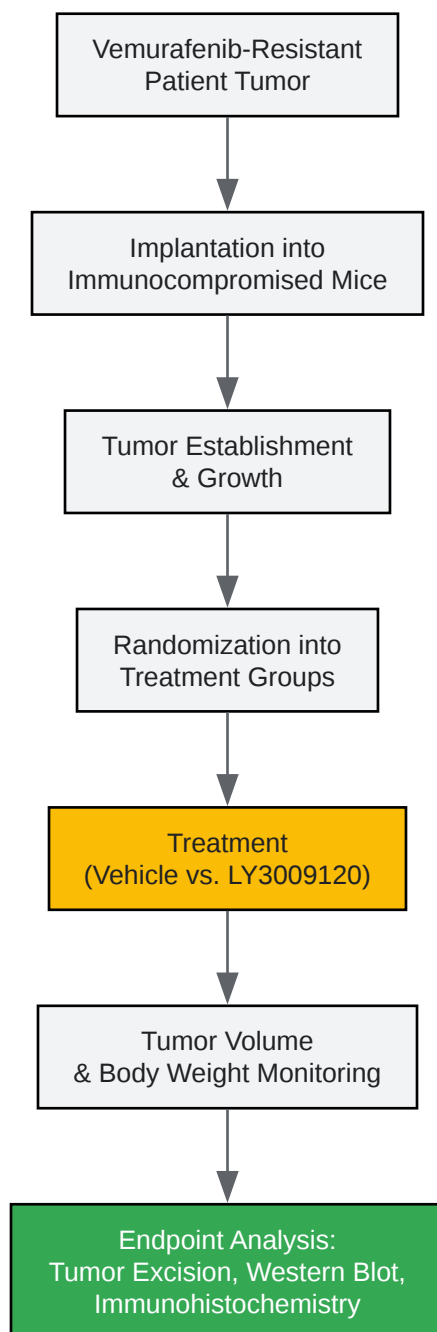 Vemurafenib-Resistant
Patient Tumor
Implantation into
Immunocompromised Mice
Tumor Establishment
& Growth
Randomization into
Treatment Groups
Treatment
(Vehicle vs. LY3009120)
Tumor Volume
& Body Weight Monitoring
Endpoint Analysis:
Tumor Excision, Western Blot,
Immunohistochemistry